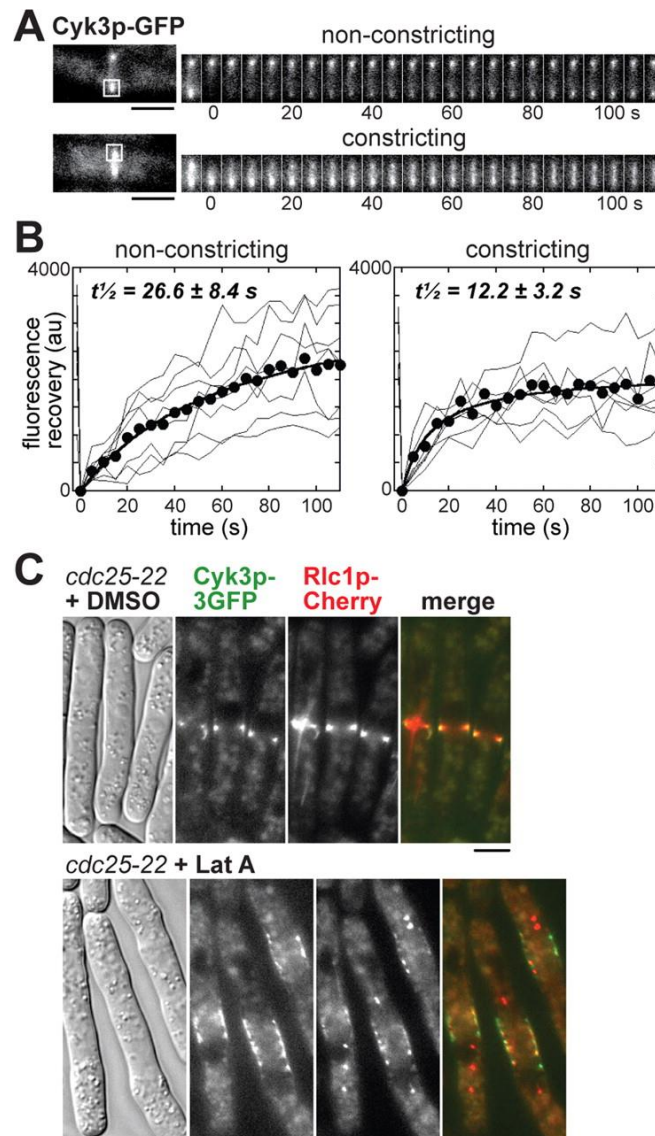 A
Cyk3p-GFP
non-constricting
0 20 40 60 80 100 s
constricting
0 20 40 60 80 100 s
B
non-constricting
constricting
4000
t½ = 26.6 ± 8.4 s
fluorescence
recovery (au)
0
0 20 40 60 80 100
time (s)
4000
t½ = 12.2 ± 3.2 s
0
0 20 40 60 80 100
time (s)
C
cdc25-22
+ DMSO
Cyk3p-
3GFP
Rlc1p-
Cherry
merge
cdc25-22 + Lat A